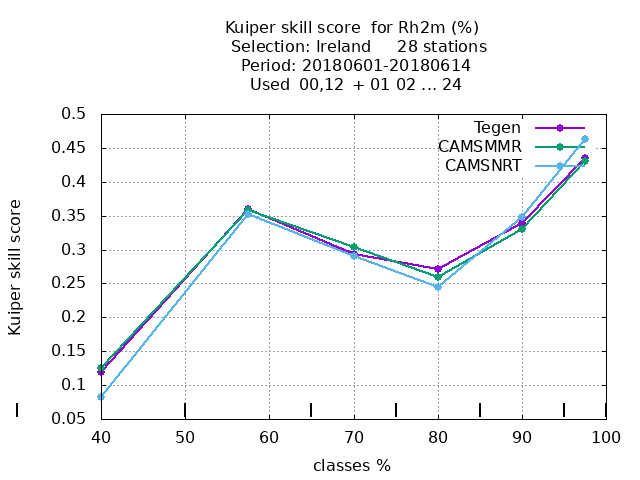 Kuiper skill score  for Rh2m (%)
Selection: Ireland     28 stations
Period: 20180601-20180614
Used  00,12  + 01 02 ... 24
0.5
Tegen
0.45
CAMSMMR
CAMSNRT
0.4
0.35
0.3
0.25
0.2
0.15
0.1
0.05
Kuiper skill score
40 50 60 70 80 90 100
classes %